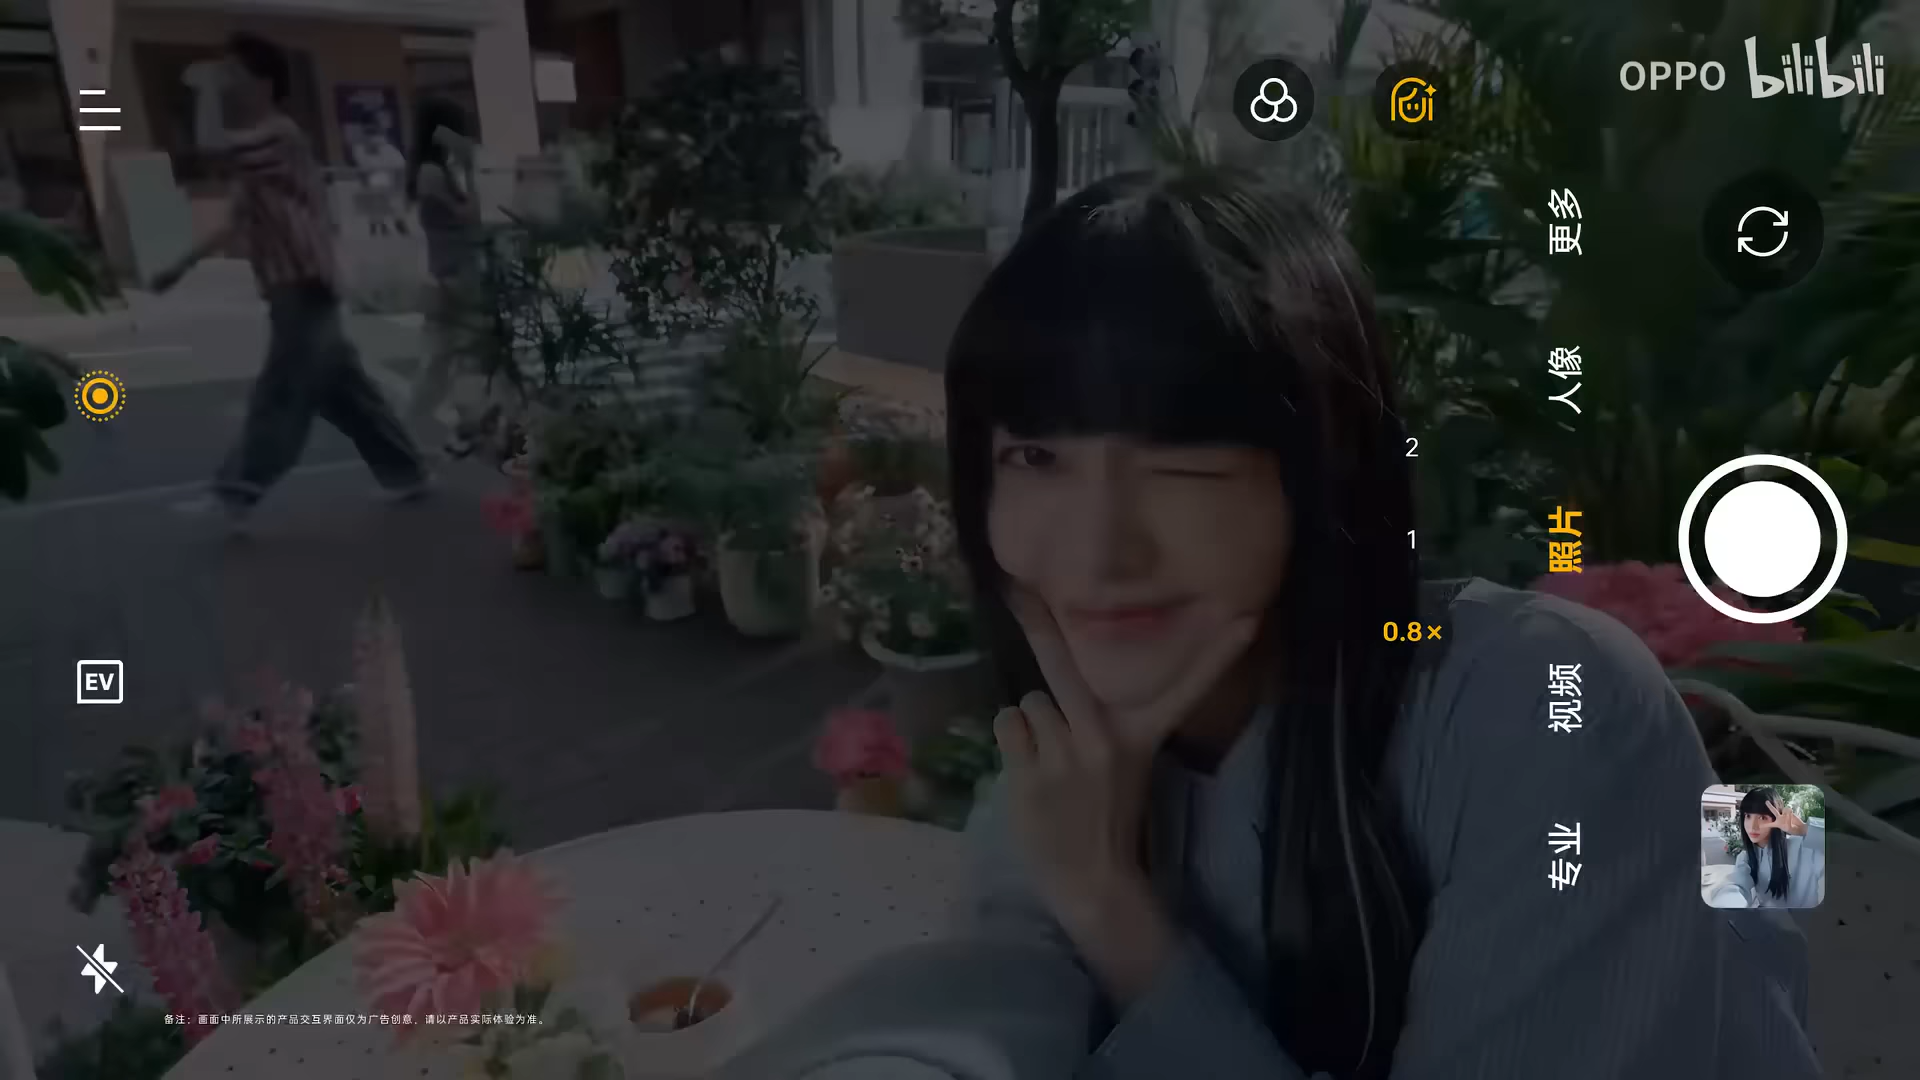 OPPO bilibili
更多
人像
2
1
照片
0.8×
视频
EV
专业
备注：画面中所展示的产品交互界面仅为广告创意，请以产品实际体验为准。